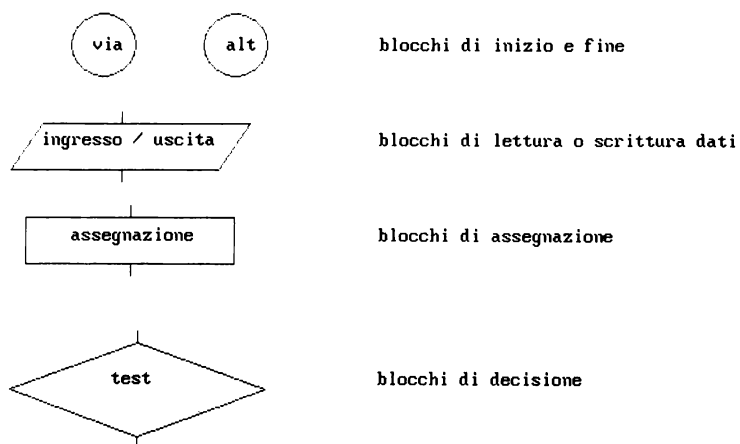 via alt blocchi di inizio e fine
ingresso / uscita blocchi di lettura o scrittura dati
assegnazione blocchi di assegnazione
test blocchi di decisione